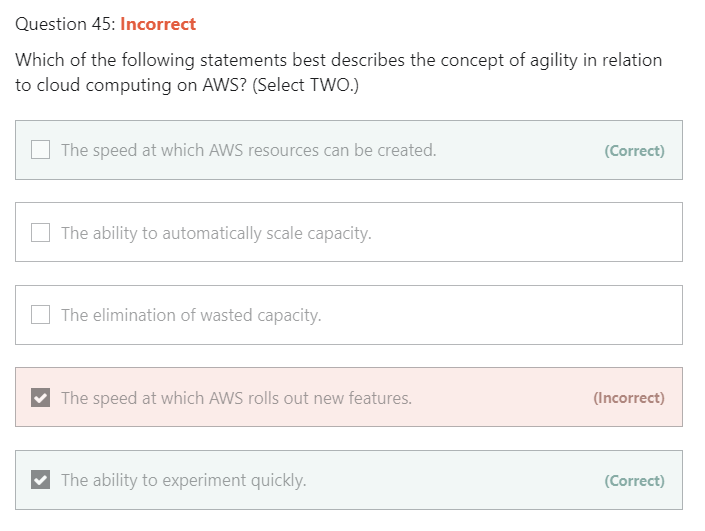 Question 45: Incorrect
Which of the following statements best describes the concept of agility in relation
to cloud computing on AWS? (Select TWO.)
The speed at which AWS resources can be created. (Correct)
The ability to automatically scale capacity.
The elimination of wasted capacity.
The speed at which AWS rolls out new features. (Incorrect)
The ability to experiment quickly. (Correct)